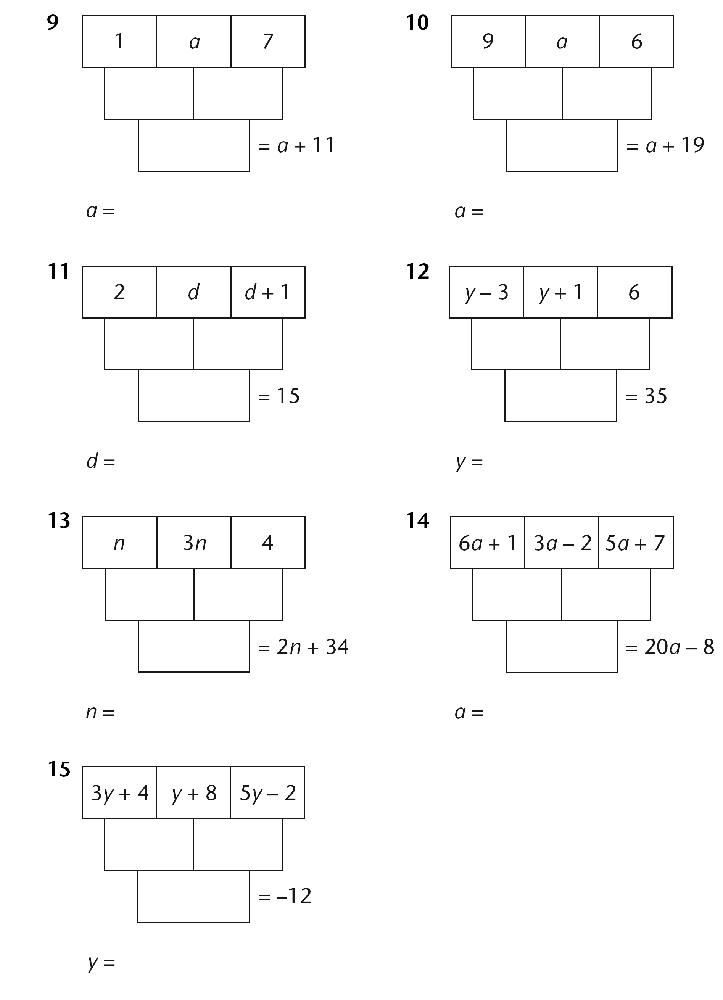 9 1 a 7
10 9 a 6
= a + 11
= a + 19
a =
a =
11 2 d d + 1
12 y – 3 y + 1 6
= 15
= 35
d =
y =
13 n 3n 4
14 6a + 1 3a – 2 5a + 7
= 2n + 34
= 20a – 8
n =
a =
15 3y + 4 y + 8 5y – 2
= –12
y =